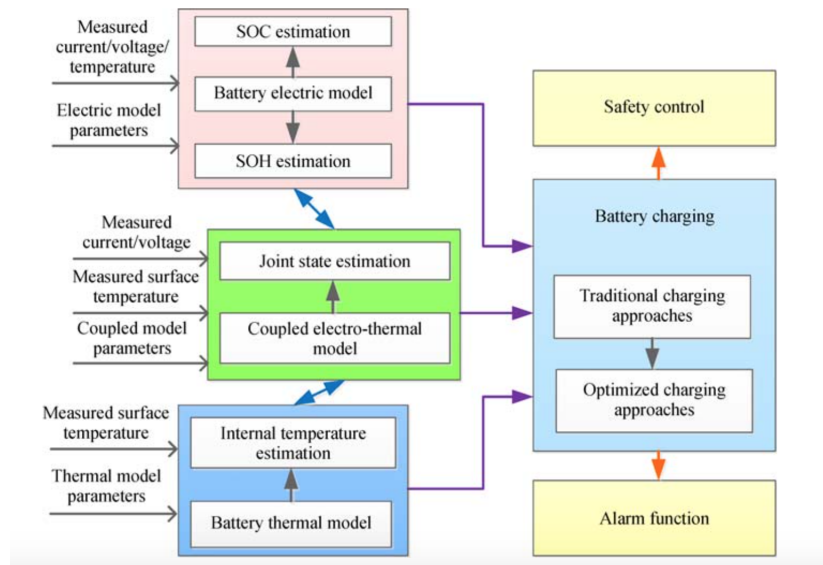 Measured
current/voltage/
temperature
Electric model
parameters
SOC estimation
Battery electric model
SOH estimation
Measured
current/voltage
Measured surface
temperature
Coupled model
parameters
Joint state estimation
Coupled electro-thermal
model
Measured surface
temperature
Thermal model
parameters
Internal temperature
estimation
Battery thermal model
Safety control
Battery charging
Traditional charging
approaches
Optimized charging
approaches
Alarm function